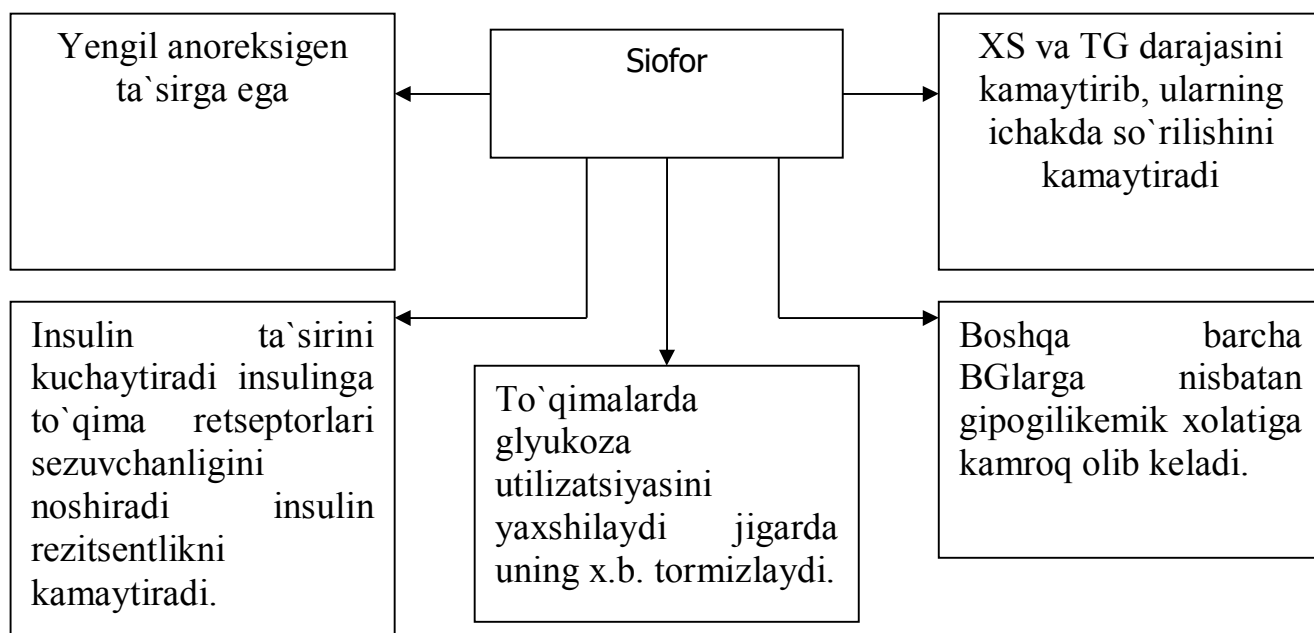 Yengil anoreksigen
ta`sirga ega
Siofor
XS va TG darajasini
kamaytirib, ularning
ichakda so`rilishini
kamaytiradi
Insulin ta`sirini
kuchaytiradi insulinga
to`qima retseptorlari
sezuvchanligini
noshiradi insulin
rezitsentlikni
kamaytiradi.
To`qimalarda
glyukoza
utilizatsiyasini
yaxshilaydi jigarda
uning x.b. tormizlaydi.
Boshqa barcha
BGlarga nisbatan
gipogilikemik xolatiga
kamroq olib keladi.